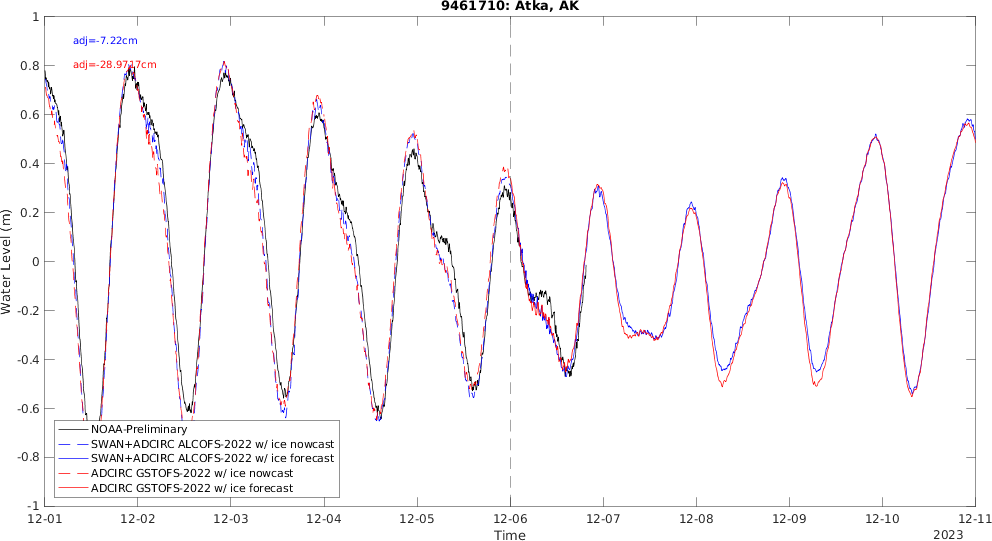 9461710: Atka, AK
adj=-7.22cm
adj=-28.9717cm
Water Level (m)
1
0.8
0.6
0.4
0.2
0
-0.2
-0.4
-0.6
-0.8
-1
NOAA-Preliminary
SWAN+ADCIRC ALCOFS-2022 w/ ice nowcast
SWAN+ADCIRC ALCOFS-2022 w/ ice forecast
ADCIRC GSTOFS-2022 w/ ice nowcast
ADCIRC GSTOFS-2022 w/ ice forecast
12-01 12-02 12-03 12-04 12-05 12-06 12-07 12-08 12-09 12-10 12-11
Time
2023